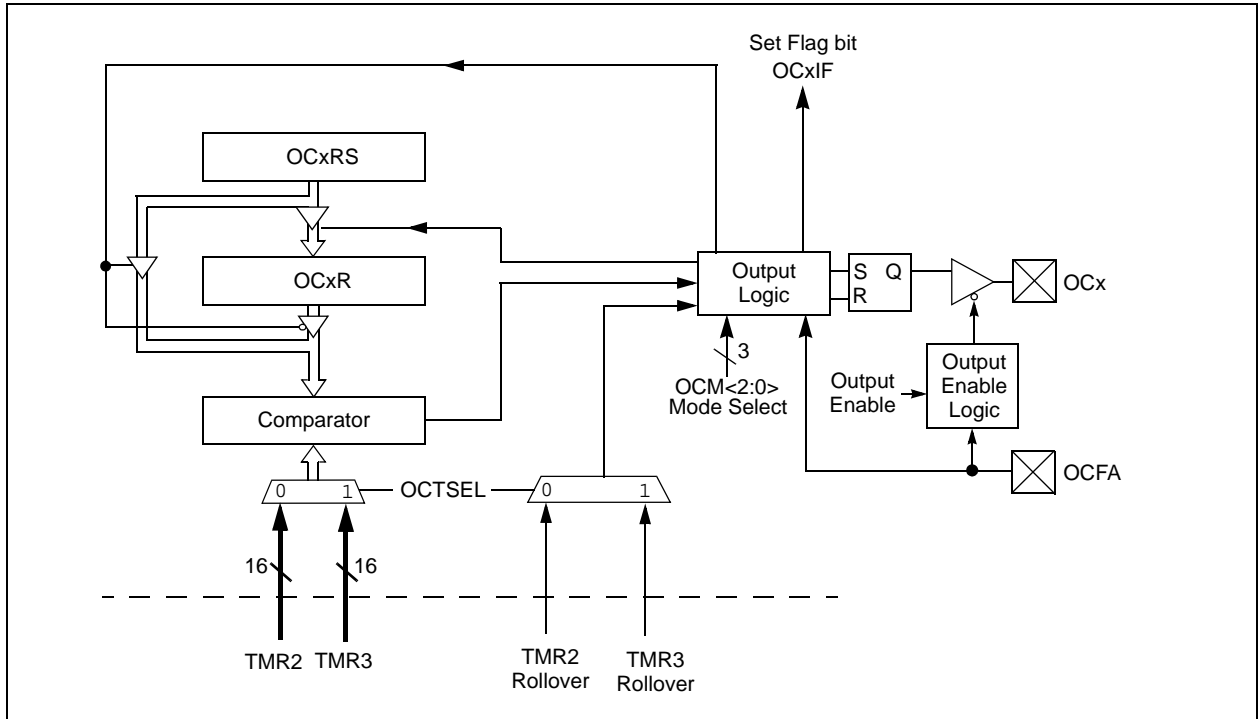 Set Flag bit
OCxIF
OCxRS
OCxR
Output
Logic
S Q
R
OCx
3
OCM<2:0>
Mode Select
Output
Enable
Output
Enable
Logic
Comparator
OCFA
0 1
OCTSEL
0 1
16
16
TMR2
TMR3
TMR2
Rollover
TMR3
Rollover